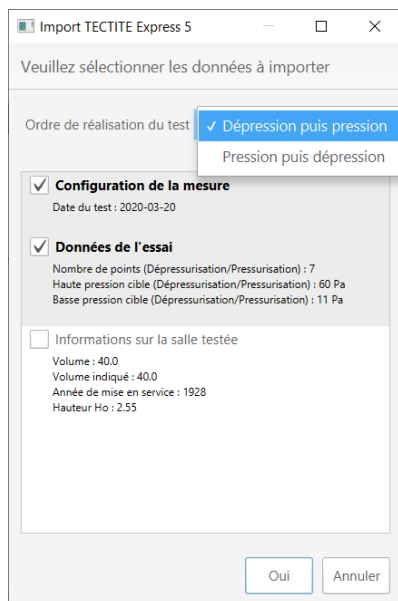 Import TECTITE Express 5
Veuillez sélectionner les données à importer
Ordre de réalisation du test
✓ Dépression puis pression
Pression puis dépression
Configuration de la mesure
Date du test : 2020-03-20
Données de l'essai
Nombre de points (Dépressurisation/Pressurisation) : 7
Haute pression cible (Dépressurisation/Pressurisation) : 60 Pa
Basse pression cible (Dépressurisation/Pressurisation) : 11 Pa
Informations sur la salle testée
Volume : 40.0
Volume indiqué : 40.0
Année de mise en service : 1928
Hauteur Ho : 2.55
Oui
Annuler